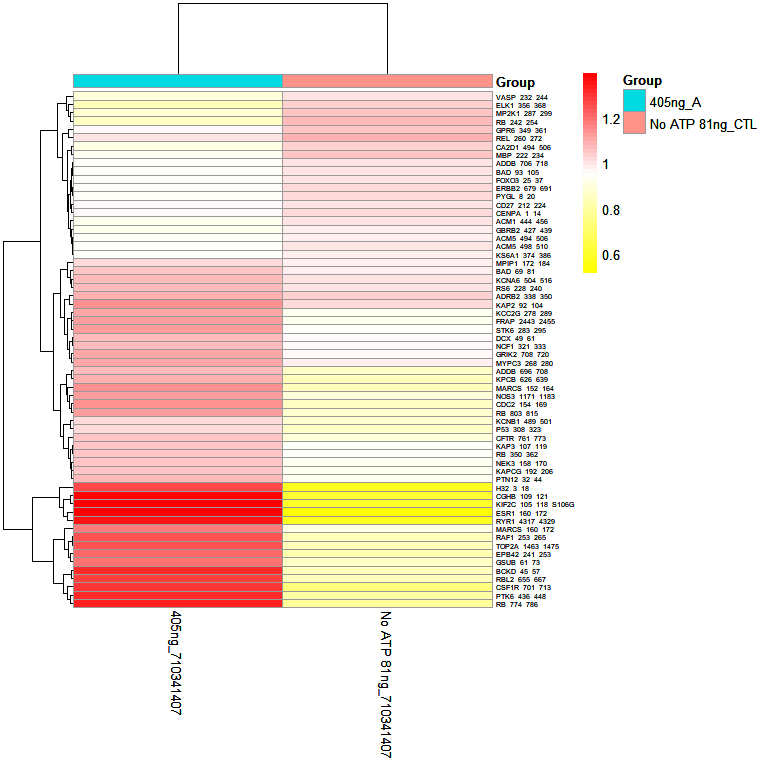 Group
VASP 232 244
ELK1 356 368
MP2K1 287 299
RB 242 254
GPR6 349 361
REL 260 272
CA2D1 494 506
MBP 222 234
ADDB 706 718
BAD 93 105
FOXO3 25 37
ERBB2 679 691
PYGL 8 20
CD27 212 224
CENPA 1 14
ACM1 444 456
GBRB2 427 439
ACM5 494 506
ACM5 498 510
KS6A1 374 386
MPIP1 172 184
BAD 69 81
KCNA6 504 516
RS6 228 240
ADRB2 338 350
KAP2 92 104
KCC2G 278 289
FRAP 2443 2455
STK6 283 295
DCX 49 61
NCF1 321 333
GRIK2 708 720
MYPC3 268 280
ADDB 696 708
KPCB 626 639
MARCS 152 164
NOS3 1171 1183
CDC2 154 169
RB 803 815
KCNB1 489 501
P53 308 323
CFTR 761 773
KAP3 107 119
RB 350 362
NEK3 158 170
KAPCG 192 206
PTN12 32 44
H32 3 18
CGHB 109 121
KIF2C 105 118 S106G
ESR1 160 172
RYR1 4317 4329
MARCS 160 172
RAF1 253 265
TOP2A 1463 1475
EPB42 241 253
GSUB 61 73
BCKD 45 57
RBL2 655 667
CSF1R 701 713
PTK6 436 448
RB 774 786
405ng_710341407
No ATP 81ng_710341407
1.2
1
0.8
0.6
Group
405ng_A
No ATP 81ng_CTL